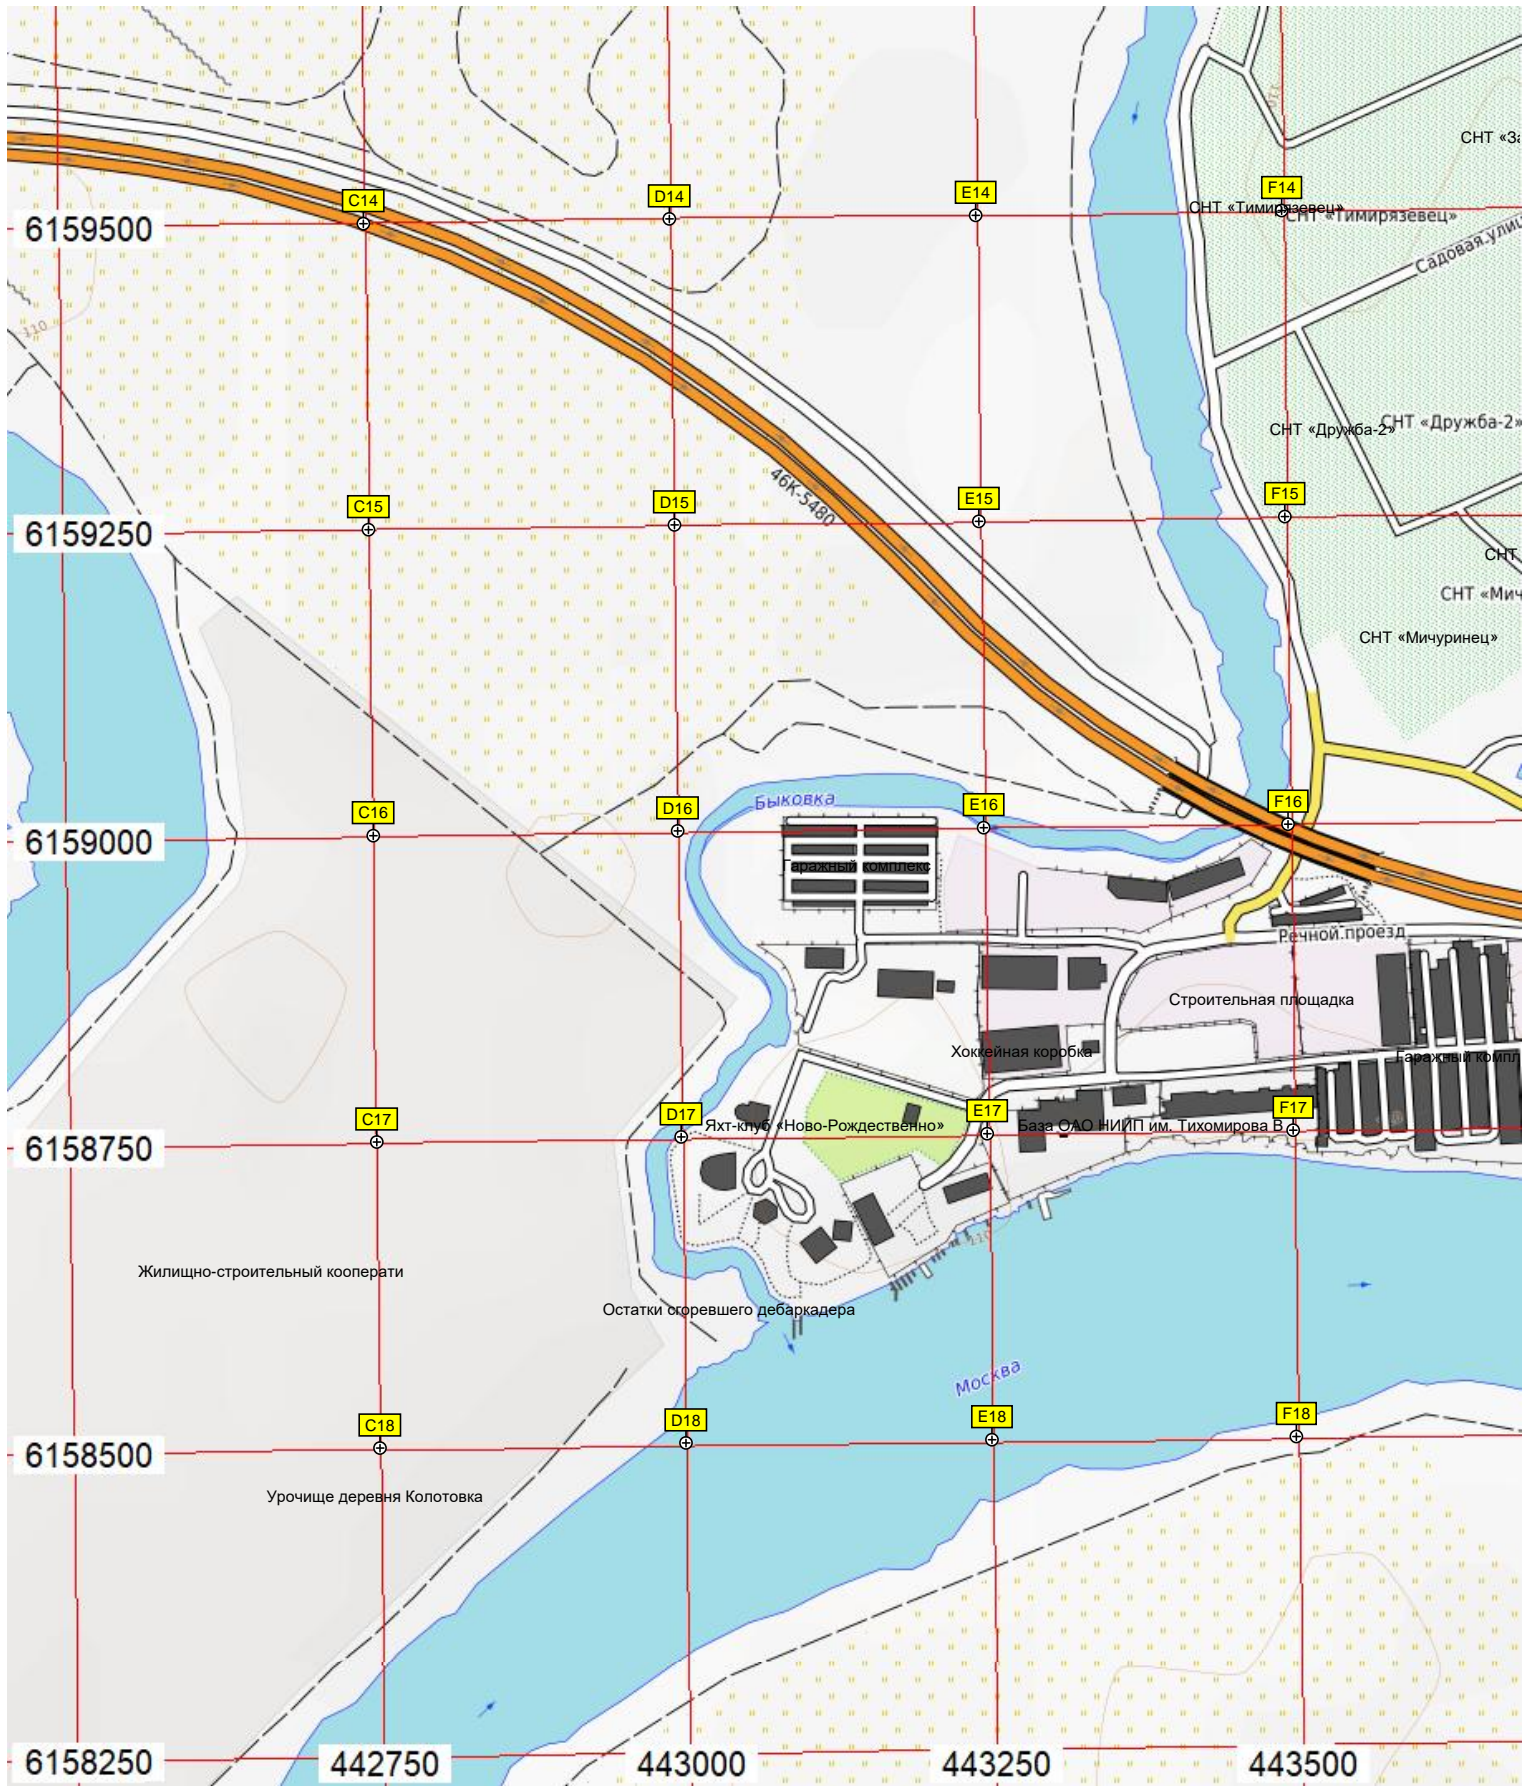 110
СНТ «За
C14
D14
E14
F14
СНТ «Тимирязевец»
СНТ «Тимирязевец»
6159500
Садовая улиц
110
СНТ «Дружба-2»
СНТ «Дружба-2»
46К-5480
C15
D15
E15
F15
6159250
СНТ
СНТ «Мич
СНТ «Мичуринец»
Быковка
C16
D16
E16
F16
6159000
Гаражный комплекс
Речной проезд
Строительная площадка
Хоккейная коробка
Гаражный компл
C17
D17
E17
F17
Яхт-клуб «Ново-Рождественно»
База ОАО НИИП им. Тихомирова В
6158750
110
Жилищно-строительный кооперати
Остатки сгоревшего дебаркадера
Москва
C18
D18
E18
F18
6158500
Урочище деревня Колотовка
6158250
442750
443000
443250
443500